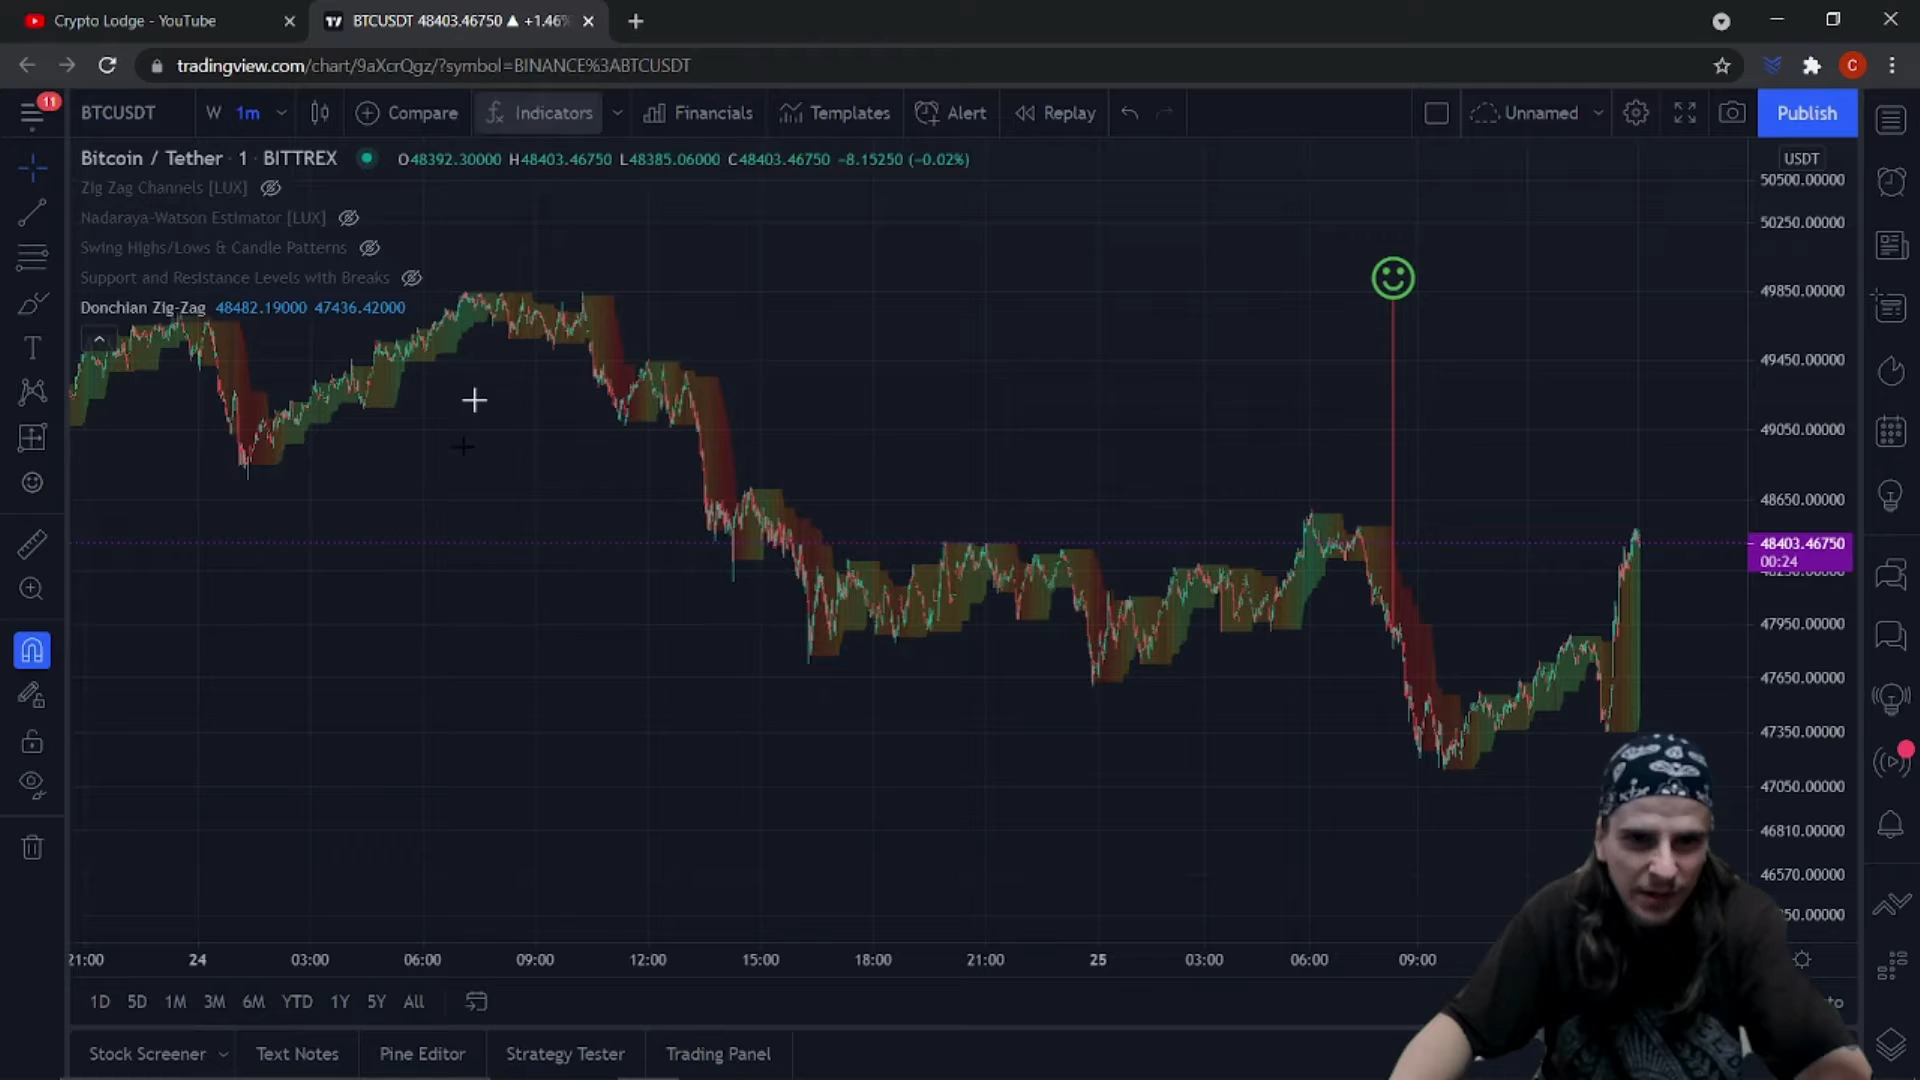 Crypto Lodge - YouTube
BTCUSDT 48403.46750 ▲ +1.46%
tradingview.com/chart/9aXcrQgz/?symbol=BINANCE%3ABTCUSDT
C
11
BTCUSDT W 1m Compare Indicators Financials Templates Alert Replay Unnamed Publish
Bitcoin / Tether · 1 · BITTREX O48392.30000 H48403.46750 L48385.06000 C48403.46750 −8.15250 (−0.02%)
Zig Zag Channels [LUX]
Nadaraya-Watson Estimator [LUX]
Swing Highs/Lows & Candle Patterns
Support and Resistance Levels with Breaks
Donchian Zig-Zag 48482.19000 47436.42000
USDT
50500.00000
50250.00000
49850.00000
49450.00000
49050.00000
48650.00000
48403.46750
00:24
47950.00000
47650.00000
47350.00000
47050.00000
46810.00000
46570.00000
50.00000
21:00 24 03:00 06:00 09:00 12:00 15:00 18:00 21:00 25 03:00 06:00 09:00
1D 5D 1M 3M 6M YTD 1Y 5Y All
Stock Screener Text Notes Pine Editor Strategy Tester Trading Panel